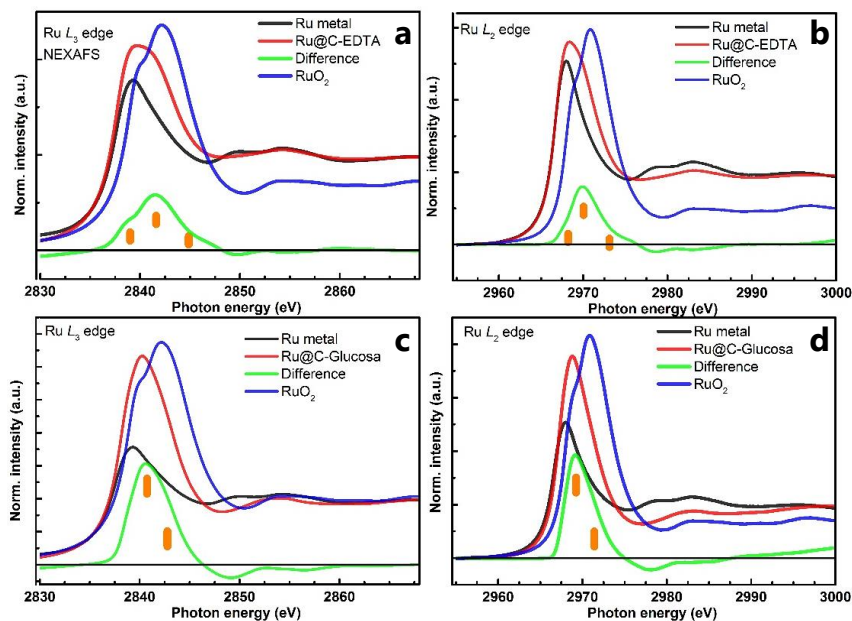 Ru L3 edge
NEXAFS
a
Ru metal
Ru@C-EDTA
Difference
RuO2
Norm. intensity (a.u.)
2830 2840 2850 2860
Photon energy (eV)
Ru L2 edge
b
Ru metal
Ru@C-EDTA
Difference
RuO2
Norm. intensity (a.u.)
2960 2970 2980 2990 3000
Photon energy (eV)
Ru L3 edge
c
Ru metal
Ru@C-Glucosa
Difference
RuO2
Norm. intensity (a.u.)
2830 2840 2850 2860
Photon energy (eV)
Ru L2 edge
d
Ru metal
Ru@C-Glucosa
Difference
RuO2
Norm. intensity (a.u.)
2960 2970 2980 2990 3000
Photon energy (eV)